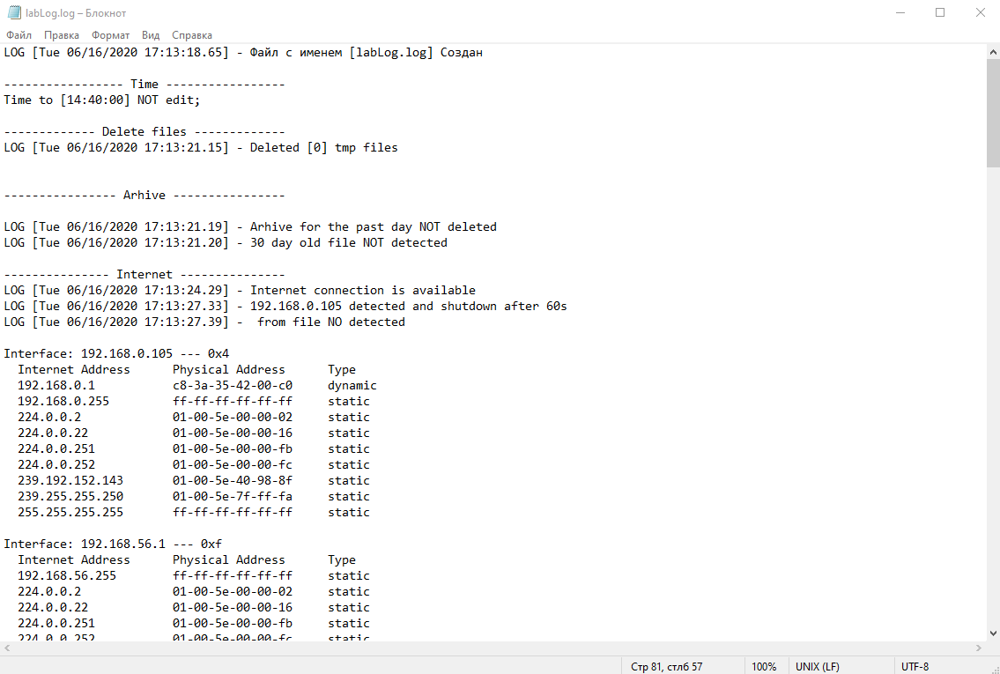 labLog.log – Блокнот
Файл Правка Формат Вид Справка
LOG [Tue 06/16/2020 17:13:18.65] - Файл с именем [labLog.log] Создан
----------------- Time -----------------
Time to [14:40:00] NOT edit;
------------- Delete files -------------
LOG [Tue 06/16/2020 17:13:21.15] - Deleted [0] tmp files
---------------- Arhive ----------------
LOG [Tue 06/16/2020 17:13:21.19] - Arhive for the past day NOT deleted
LOG [Tue 06/16/2020 17:13:21.20] - 30 day old file NOT detected
--------------- Internet ---------------
LOG [Tue 06/16/2020 17:13:24.29] - Internet connection is available
LOG [Tue 06/16/2020 17:13:27.33] - 192.168.0.105 detected and shutdown after 60s
LOG [Tue 06/16/2020 17:13:27.39] -  from file NO detected
Interface: 192.168.0.105 --- 0x4
  Internet Address      Physical Address      Type
  192.168.0.1           c8-3a-35-42-00-c0     dynamic
  192.168.0.255         ff-ff-ff-ff-ff-ff     static
  224.0.0.2             01-00-5e-00-00-02     static
  224.0.0.22            01-00-5e-00-00-16     static
  224.0.0.251           01-00-5e-00-00-fb     static
  224.0.0.252           01-00-5e-00-00-fc     static
  239.192.152.143       01-00-5e-40-98-8f     static
  239.255.255.250       01-00-5e-7f-ff-fa     static
  255.255.255.255       ff-ff-ff-ff-ff-ff     static
Interface: 192.168.56.1 --- 0xf
  Internet Address      Physical Address      Type
  192.168.56.255        ff-ff-ff-ff-ff-ff     static
  224.0.0.2             01-00-5e-00-00-02     static
  224.0.0.22            01-00-5e-00-00-16     static
  224.0.0.251           01-00-5e-00-00-fb     static
  224.0.0.252           01-00-5e-00-00-fc     static
Стр 81, стлб 57 100% UNIX (LF) UTF-8